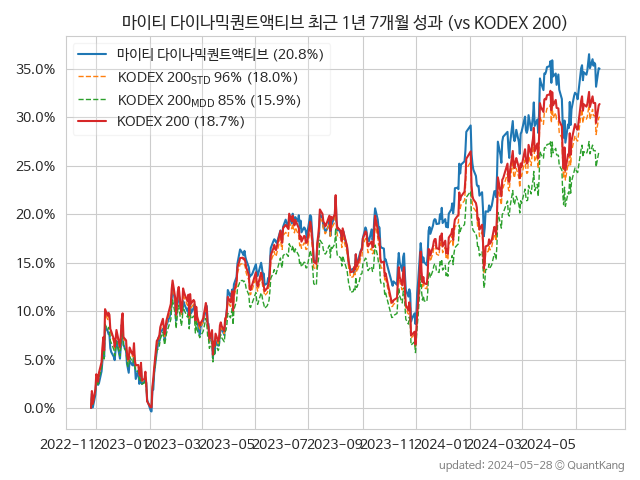 마이티 다이나믹퀀트액티브 최근 1년 7개월 성과 (vs KODEX 200)
마이티 다이나믹퀀트액티브 (20.8%)
KODEX 200STD 96% (18.0%)
KODEX 200MDD 85% (15.9%)
KODEX 200 (18.7%)
35.0%
30.0%
25.0%
20.0%
15.0%
10.0%
5.0%
0.0%
2022-11 2023-01 2023-03 2023-05 2023-07 2023-09 2023-11 2024-01 2024-03 2024-05
updated: 2024-05-28 © QuantKang